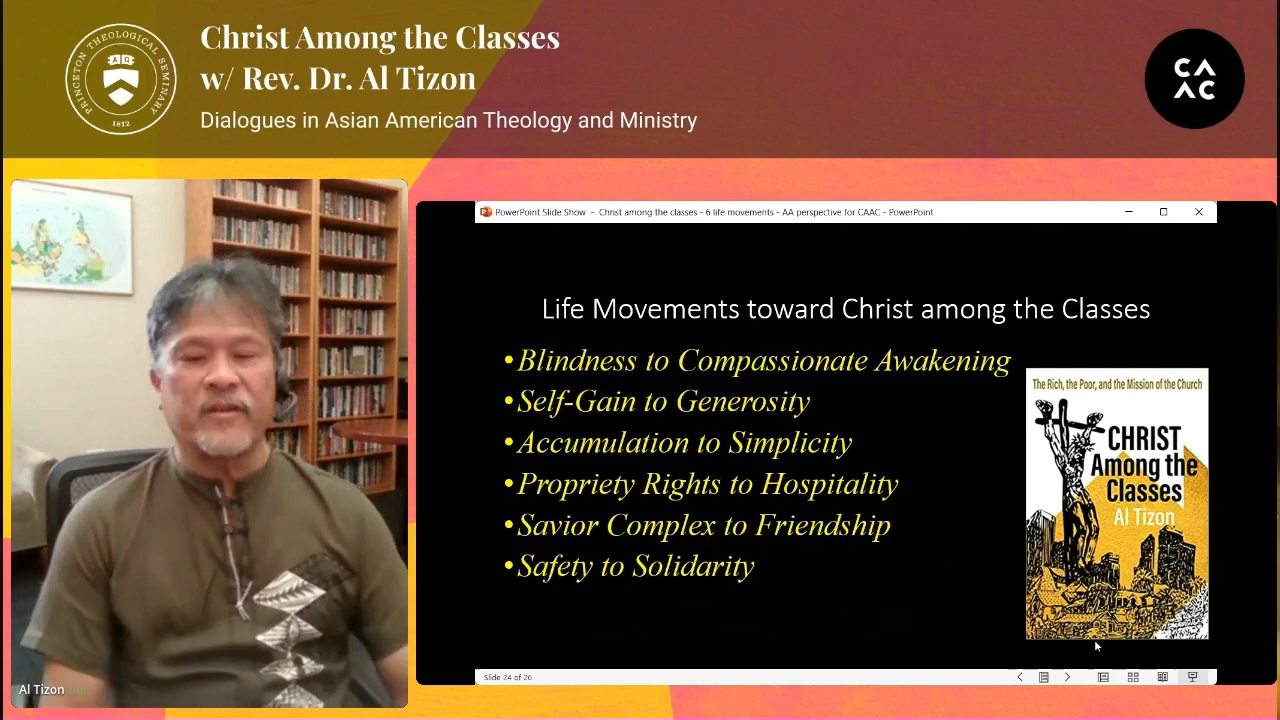 PRINCETON THEOLOGICAL SEMINARY
1812
Christ Among the Classes
w/ Rev. Dr. Al Tizon
Dialogues in Asian American Theology and Ministry
CA
AC
PowerPoint Slide Show - Christ among the classes - 6 life movements - AA perspective for CAAC - PowerPoint
Life Movements toward Christ among the Classes
•Blindness to Compassionate Awakening
•Self-Gain to Generosity
•Accumulation to Simplicity
•Propriety Rights to Hospitality
•Savior Complex to Friendship
•Safety to Solidarity
The Rich, the Poor, and the Mission of the Church
CHRIST
Among the
Classes
Al Tizon
Al Tizon
Slide 24 of 26